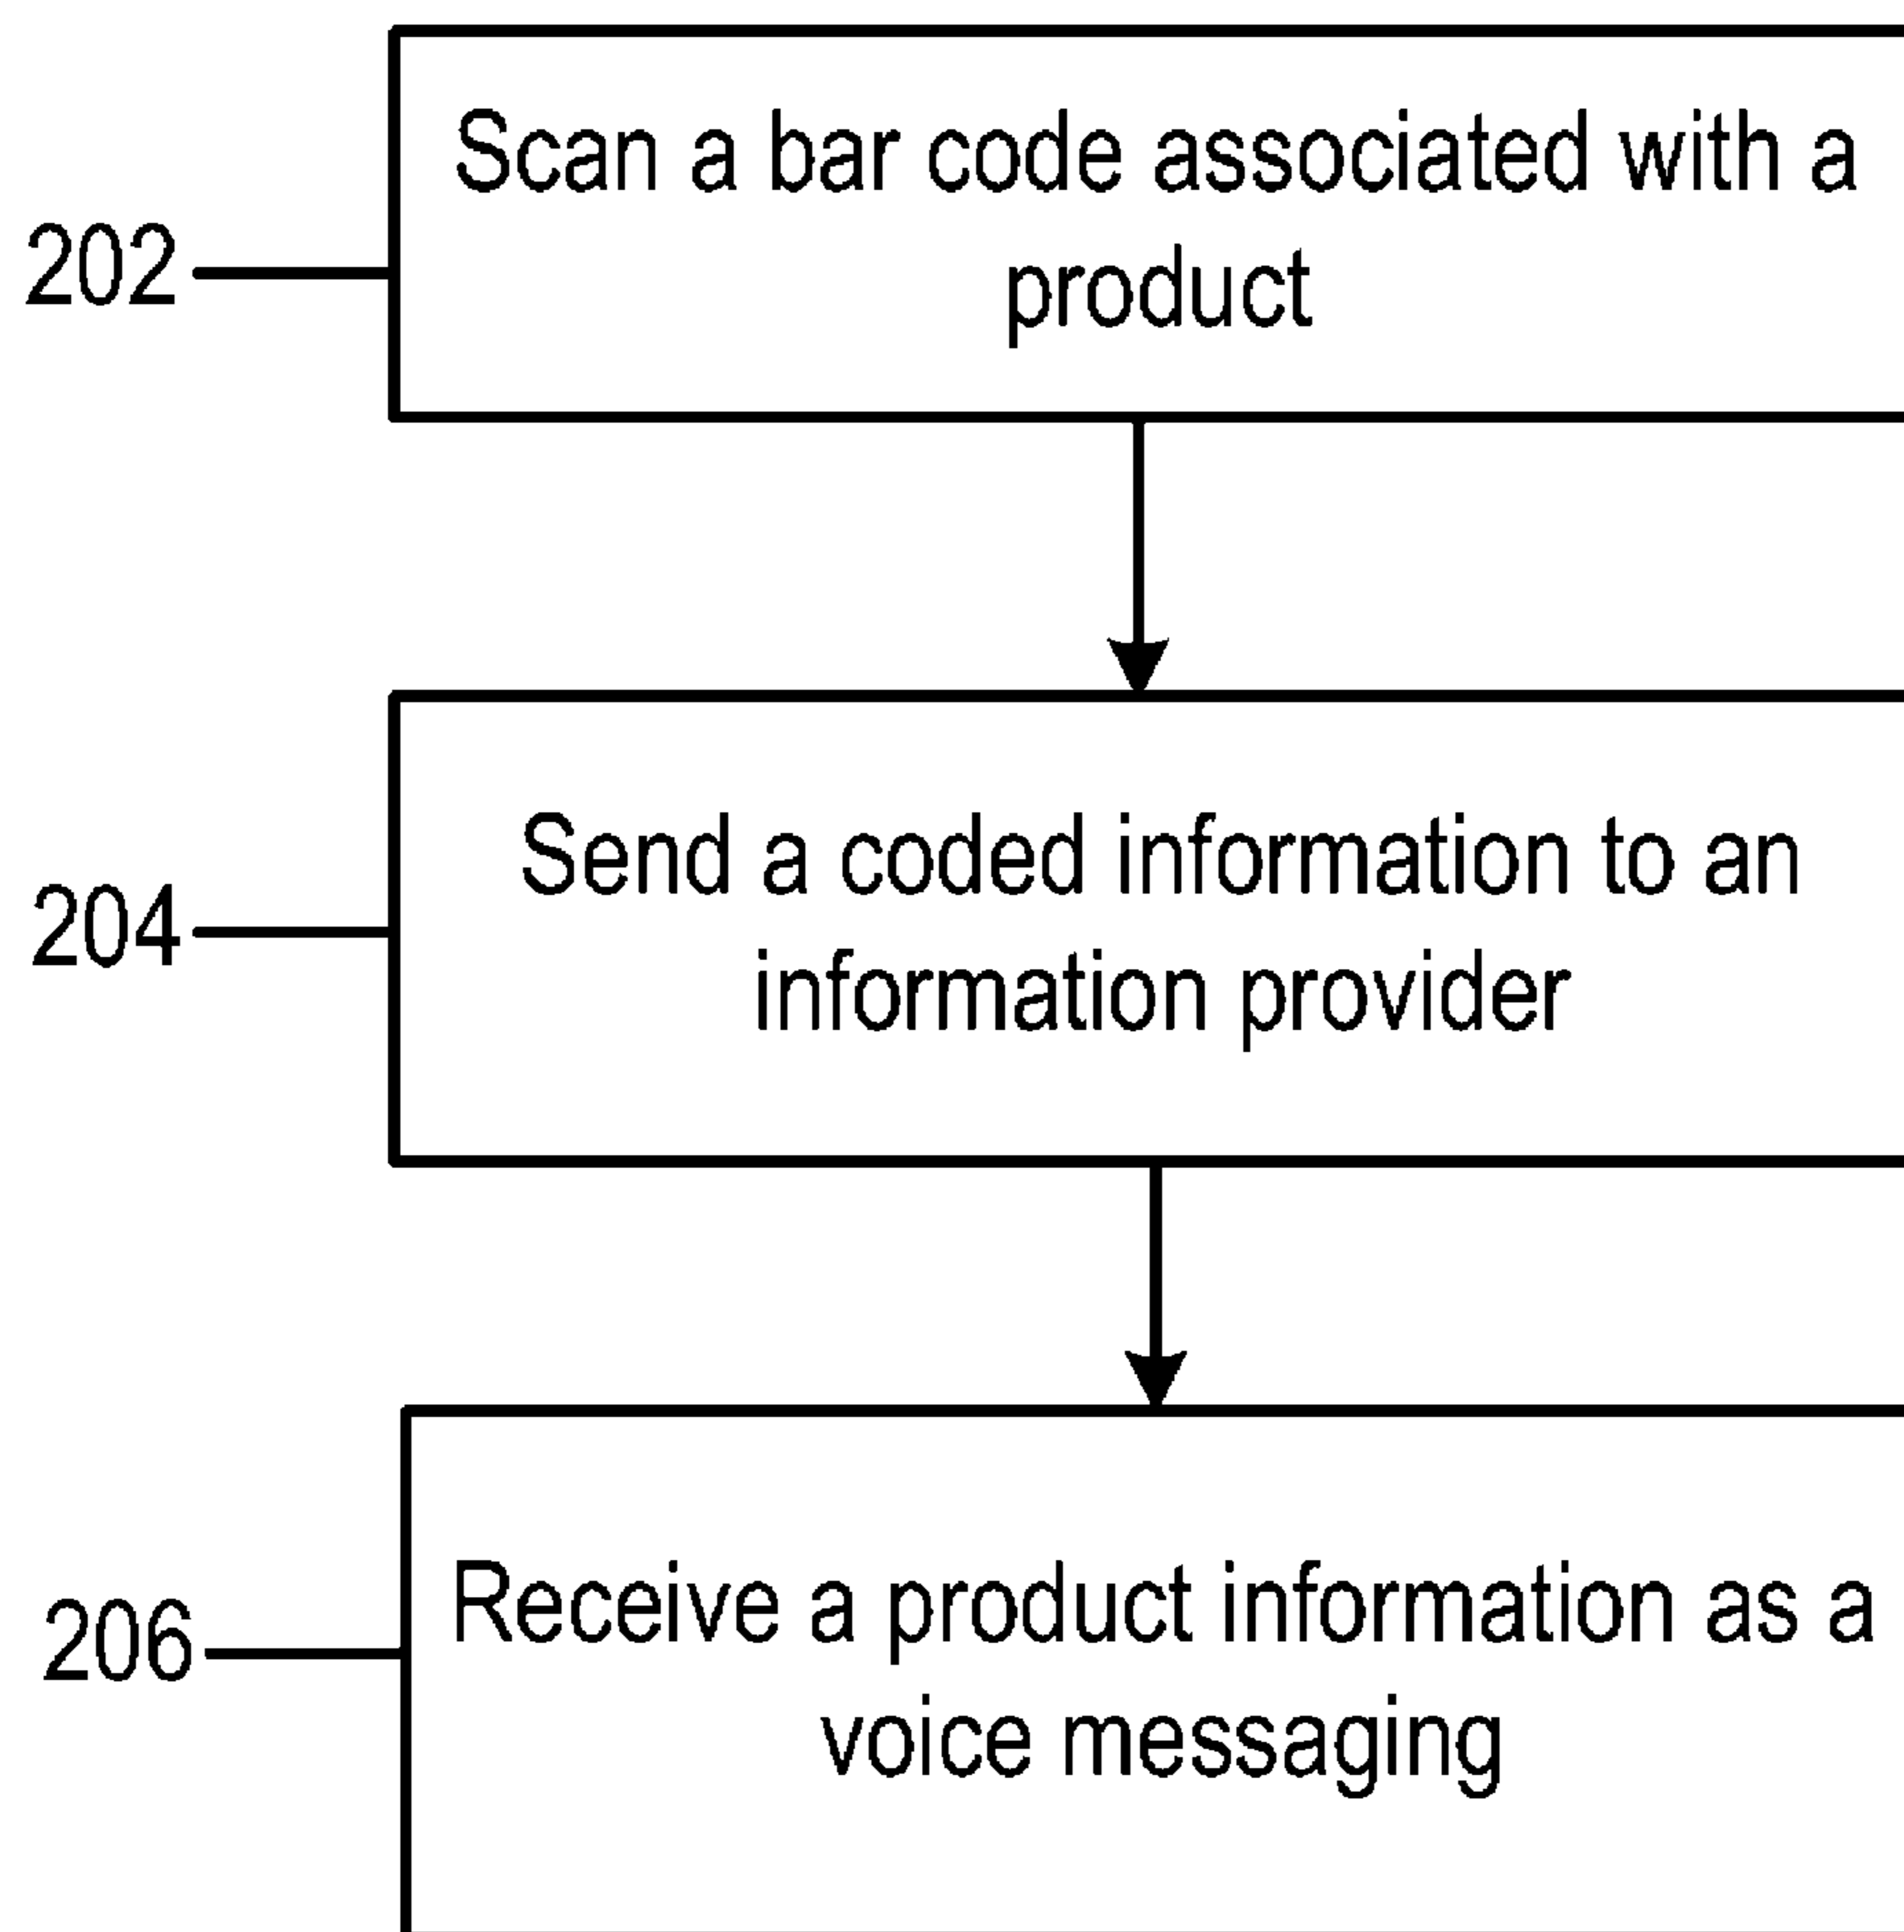 Scan a bar code associated with a
product
202
Send a coded information to an
information provider
204
Receive a product information as a
voice messaging
206